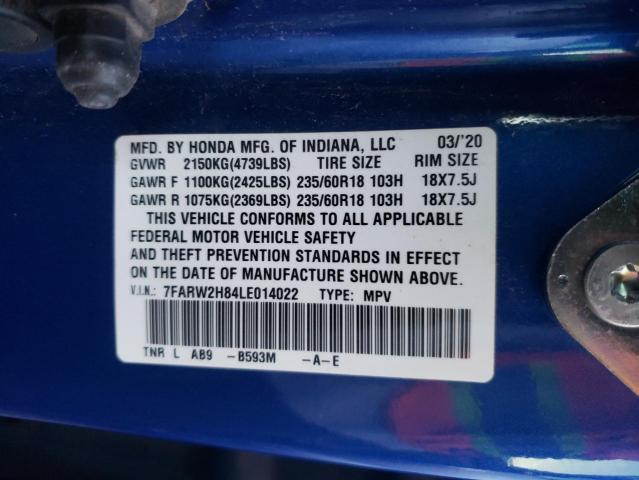 MFD. BY HONDA MFG. OF INDIANA, LLC 03/'20
GVWR 2150KG(4739LBS) TIRE SIZE RIM SIZE
GAWR F 1100KG(2425LBS) 235/60R18 103H 18X7.5J
GAWR R 1075KG(2369LBS) 235/60R18 103H 18X7.5J
THIS VEHICLE CONFORMS TO ALL APPLICABLE
FEDERAL MOTOR VEHICLE SAFETY
AND THEFT PREVENTION STANDARDS IN EFFECT
ON THE DATE OF MANUFACTURE SHOWN ABOVE.
V.I.N.: 7FARW2H84LE014022 TYPE: MPV
TNR L AB9 -B593M -A-E